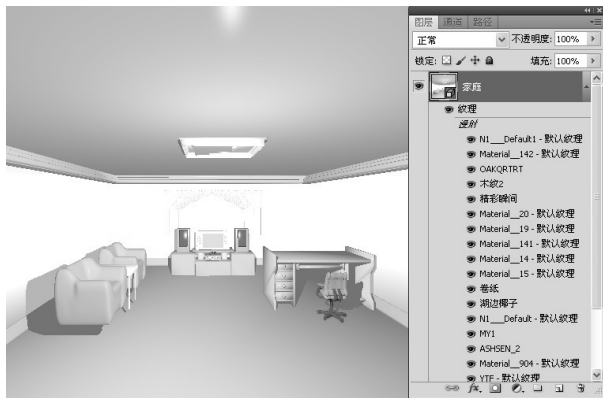 图层 通道 路径
正常 不透明度: 100%
锁定: 填充: 100%
家庭
纹理
漫射
N1___Default1 - 默认纹理
Material__142 - 默认纹理
OAKQRTRT
木纹2
精彩瞬间
Material__20 - 默认纹理
Material__19 - 默认纹理
Material__141 - 默认纹理
Material__14 - 默认纹理
Material__15 - 默认纹理
卷纸
湖边椰子
N1___Default - 默认纹理
MY1
ASHSEN_2
Material__904 - 默认纹理
YTF - 默认纹理
fx.